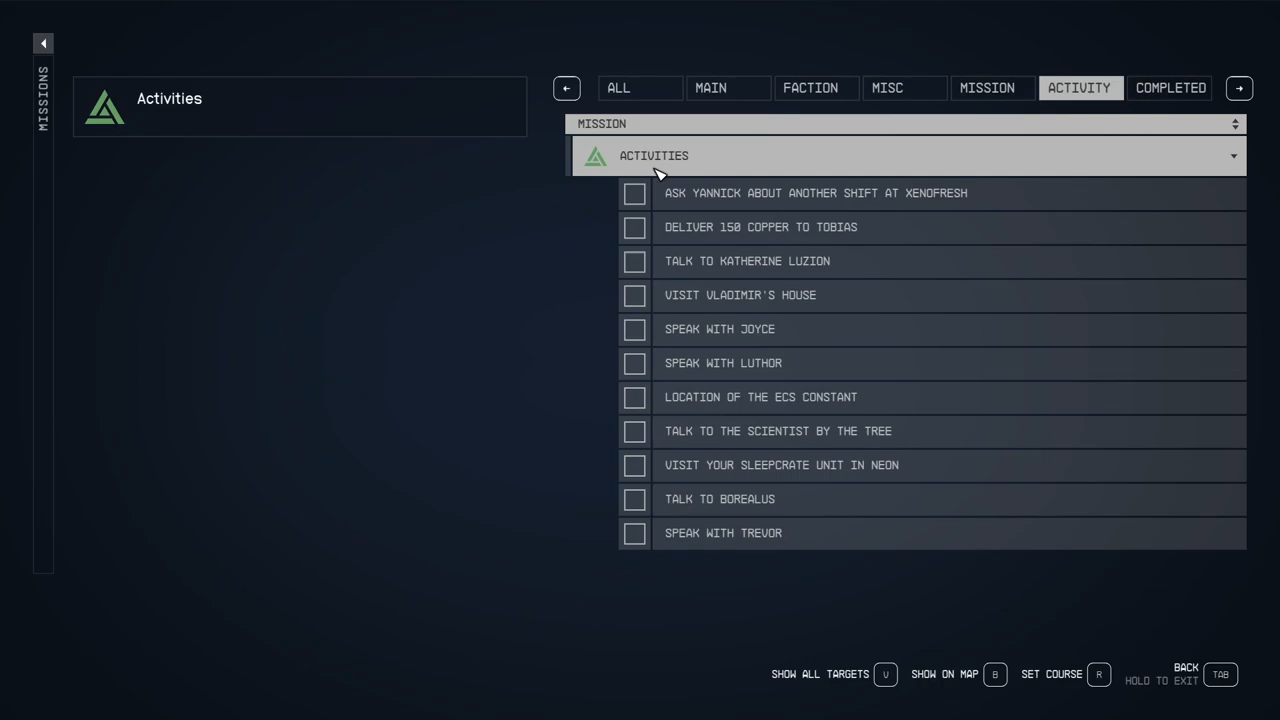 MISSIONS
Activities
ALL MAIN FACTION MISC MISSION ACTIVITY COMPLETED
MISSION
ACTIVITIES
ASK YANNICK ABOUT ANOTHER SHIFT AT XENOFRESH
DELIVER 150 COPPER TO TOBIAS
TALK TO KATHERINE LUZION
VISIT VLADIMIR'S HOUSE
SPEAK WITH JOYCE
SPEAK WITH LUTHOR
LOCATION OF THE ECS CONSTANT
TALK TO THE SCIENTIST BY THE TREE
VISIT YOUR SLEEPCRATE UNIT IN NEON
TALK TO BOREALUS
SPEAK WITH TREVOR
SHOW ALL TARGETS V SHOW ON MAP B SET COURSE R BACK TAB
HOLD TO EXIT